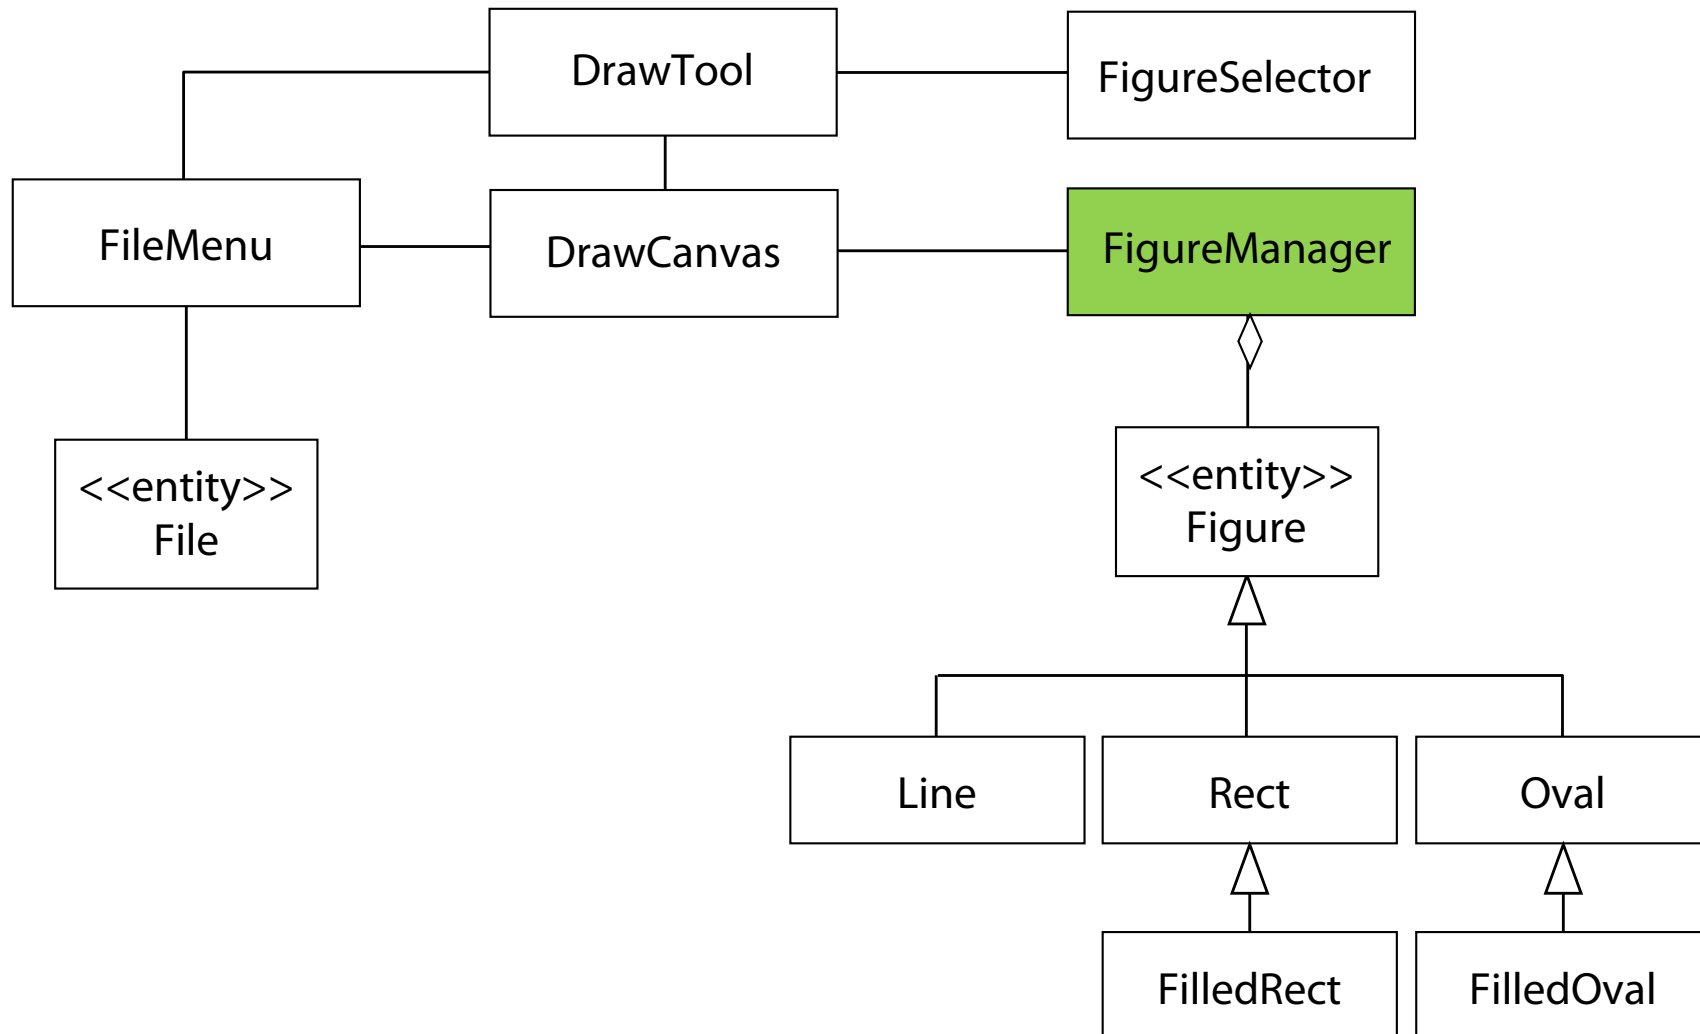 DrawTool
FigureSelector
FileMenu
DrawCanvas
FigureManager
<<entity>>
File
<<entity>>
Figure
Line
Rect
Oval
FilledRect
FilledOval